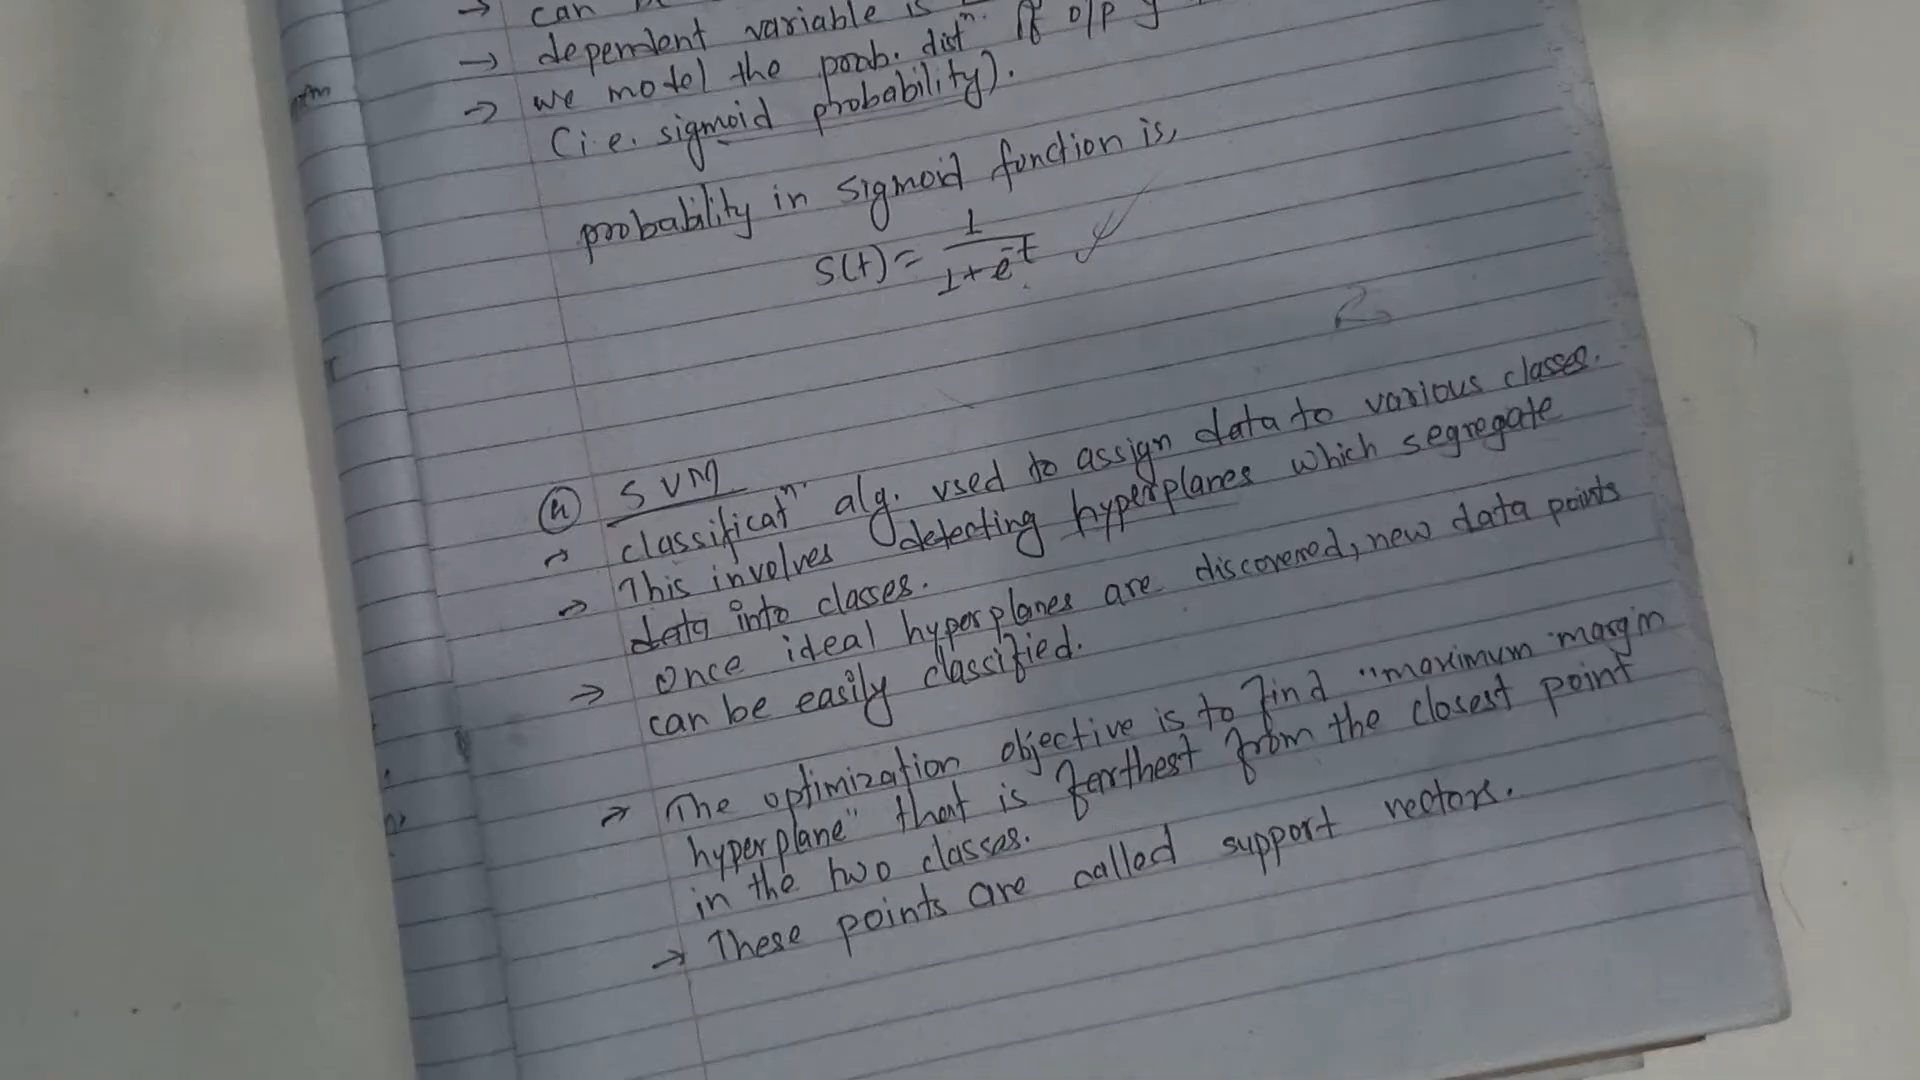 → can
→ dependent variable is
→ we model the prob. distⁿ. of o/p y
(i.e. sigmoid probability).
probability in sigmoid function is,
S(t) = 1 / (1 + e^-t)
(h) SVM
→ classificatⁿ. alg. used to assign data to various classes.
→ This involves detecting hyperplanes which segregate
data into classes.
→ Once ideal hyperplanes are discovered, new data points
can be easily classified.
→ The optimization objective is to find "maximum margin
hyperplane" that is farthest from the closest point
in the two classes.
→ These points are called support vectors.